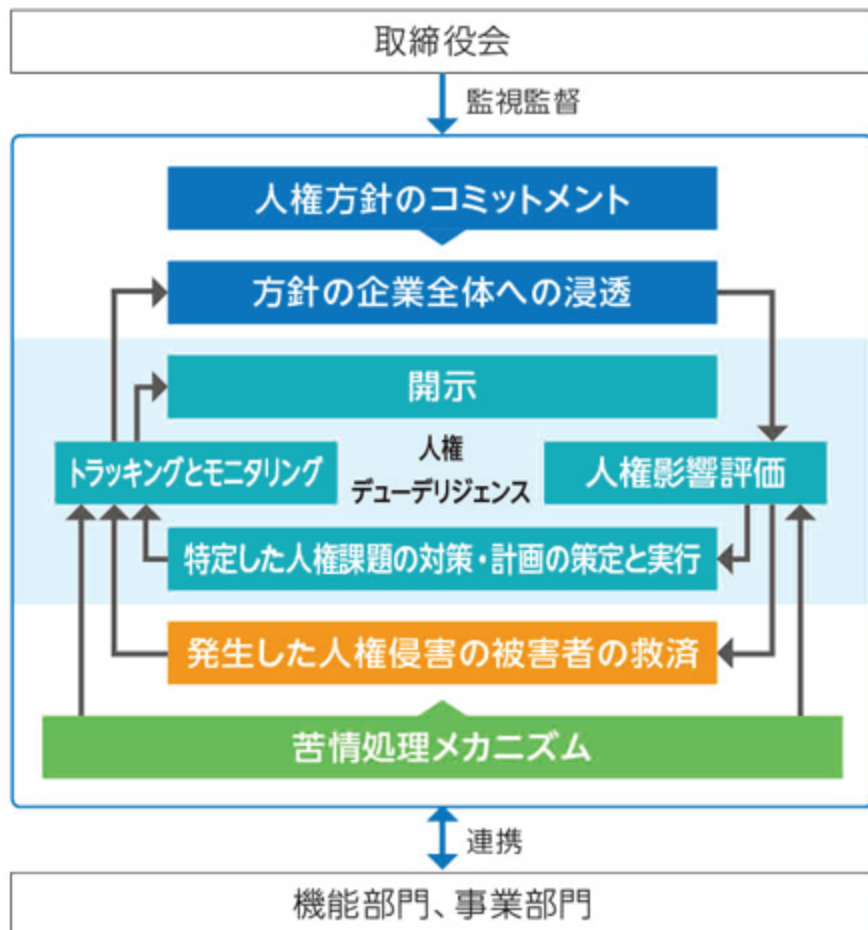 取締役会
監視監督
人権方針のコミットメント
方針の企業全体への浸透
開示
トラッキングとモニタリング
人権
デューデリジェンス
人権影響評価
特定した人権課題の対策・計画の策定と実行
発生した人権侵害の被害者の救済
苦情処理メカニズム
連携
機能部門、事業部門